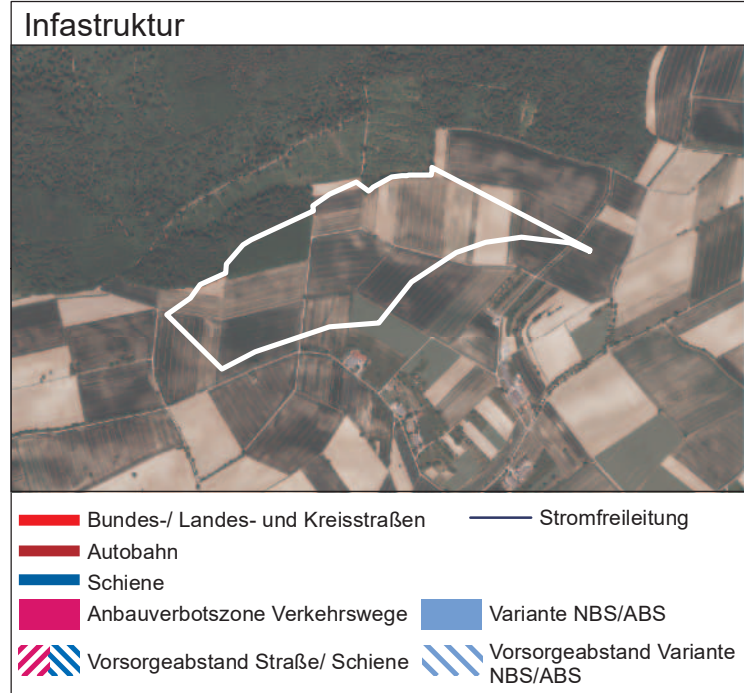 Infastruktur
Bundes-/ Landes- und Kreisstraßen
Stromfreileitung
Autobahn
Schiene
Anbauverbotszone Verkehrswege
Variante NBS/ABS
Vorsorgeabstand Straße/ Schiene
Vorsorgeabstand Variante
NBS/ABS